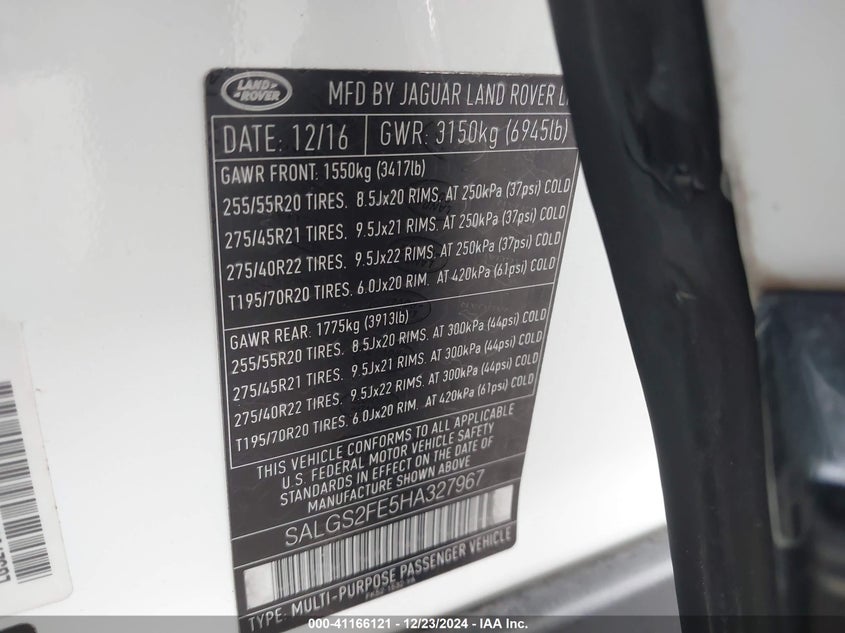 LAND ROVER
MFD BY JAGUAR LAND ROVER
DATE: 12/16 GWR: 3150kg (6945lb)
GAWR FRONT: 1550kg (3417lb)
255/55R20 TIRES. 8.5Jx20 RIMS. AT 250kPa (37psi) COLD
275/45R21 TIRES. 9.5Jx21 RIMS. AT 250kPa (37psi) COLD
275/40R22 TIRES. 9.5Jx22 RIMS. AT 250kPa (37psi) COLD
T195/70R20 TIRES. 6.0Jx20 RIM. AT 420kPa (61psi) COLD
GAWR REAR: 1775kg (3913lb)
255/55R20 TIRES. 8.5Jx20 RIMS. AT 300kPa (44psi) COLD
275/45R21 TIRES. 9.5Jx21 RIMS. AT 300kPa (44psi) COLD
275/40R22 TIRES. 9.5Jx22 RIMS. AT 300kPa (44psi) COLD
T195/70R20 TIRES. 6.0Jx20 RIM. AT 420kPa (61psi) COLD
THIS VEHICLE CONFORMS TO ALL APPLICABLE
U.S. FEDERAL MOTOR VEHICLE SAFETY
STANDARDS IN EFFECT ON THE DATE OF
MANUFACTURE SHOWN ABOVE
SALGS2FE5HA327967
TYPE: MULTI-PURPOSE PASSENGER VEHICLE
000-41166121 - 12/23/2024 - IAA Inc.